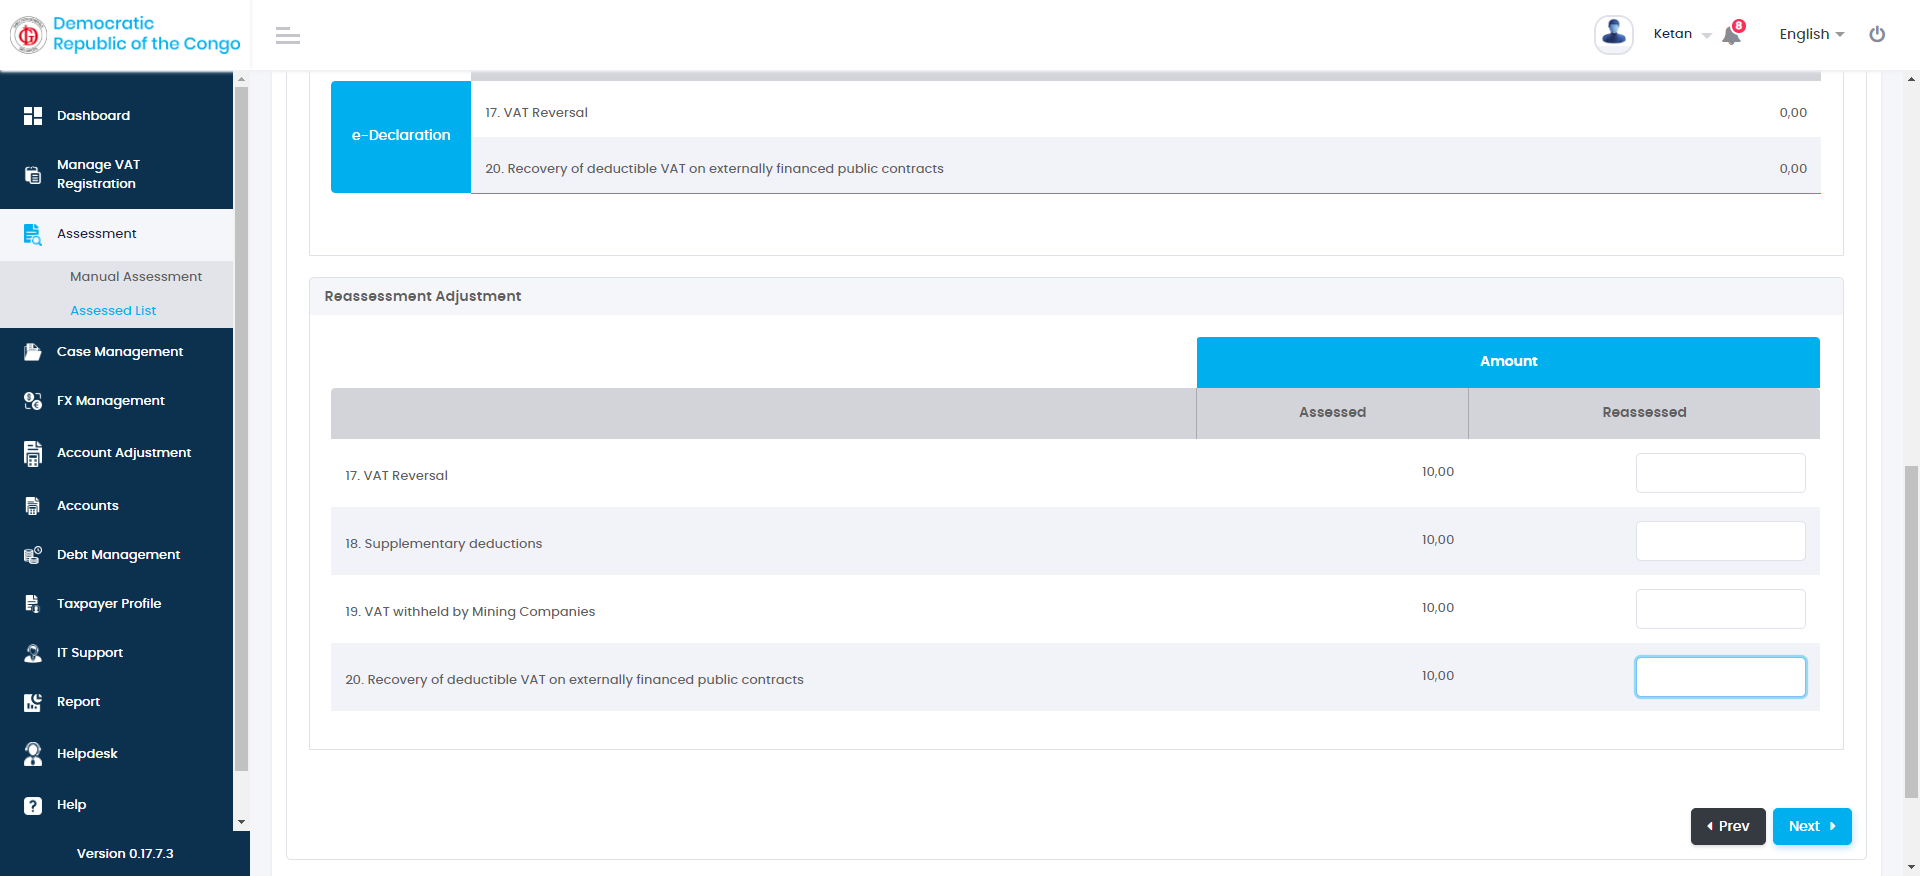 Democratic
Republic of the Congo
Ketan
8
English
Dashboard
Manage VAT
Registration
Assessment
Manual Assessment
Assessed List
Case Management
FX Management
Account Adjustment
Accounts
Debt Management
Taxpayer Profile
IT Support
Report
Helpdesk
Help
Version 0.17.7.3
e-Declaration
17. VAT Reversal 0,00
20. Recovery of deductible VAT on externally financed public contracts 0,00
Reassessment Adjustment
Amount
Assessed Reassessed
17. VAT Reversal 10,00
18. Supplementary deductions 10,00
19. VAT withheld by Mining Companies 10,00
20. Recovery of deductible VAT on externally financed public contracts 10,00
Prev Next